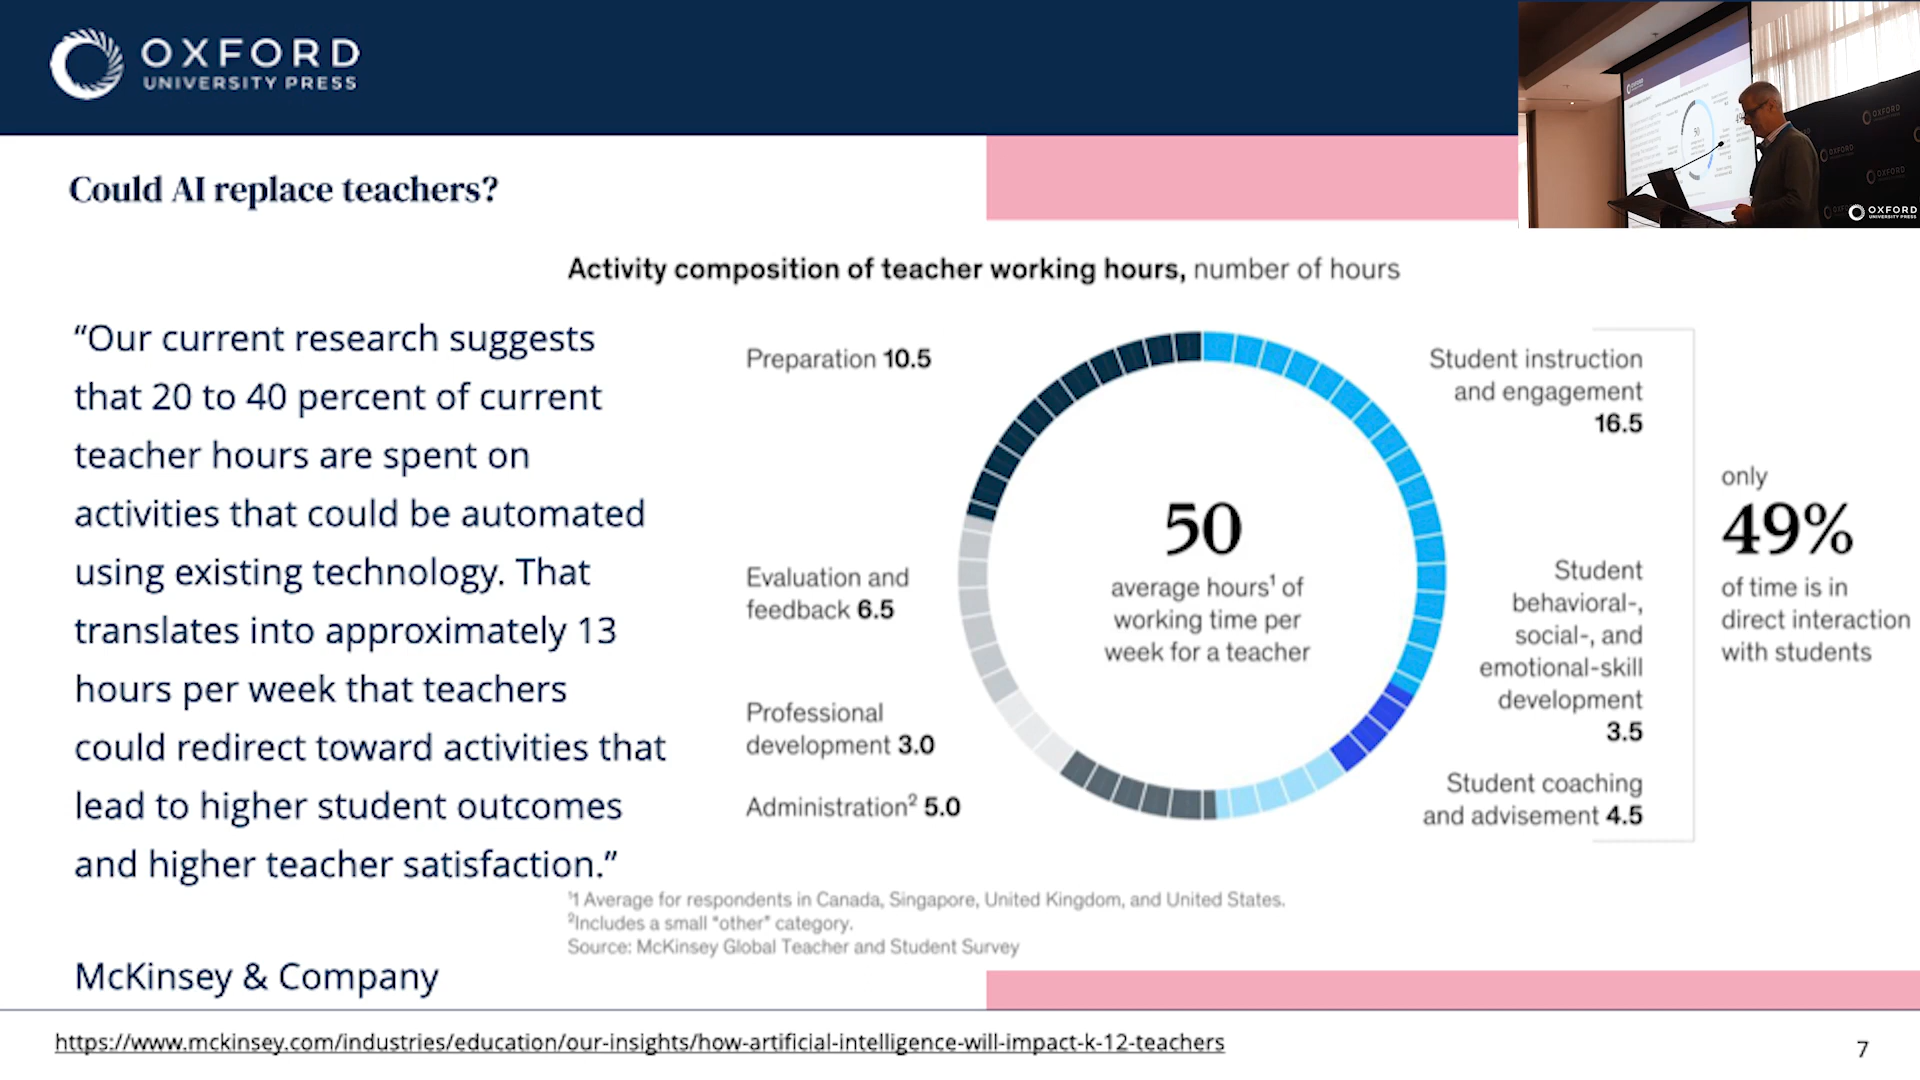 OXFORD
UNIVERSITY PRESS
Could AI replace teachers?
Activity composition of teacher working hours, number of hours
“Our current research suggests
that 20 to 40 percent of current
teacher hours are spent on
activities that could be automated
using existing technology. That
translates into approximately 13
hours per week that teachers
could redirect toward activities that
lead to higher student outcomes
and higher teacher satisfaction.”
McKinsey & Company
Preparation 10.5
Evaluation and
feedback 6.5
Professional
development 3.0
Administration² 5.0
50
average hours¹ of
working time per
week for a teacher
Student instruction
and engagement
16.5
Student
behavioral-,
social-, and
emotional-skill
development
3.5
Student coaching
and advisement 4.5
only
49%
of time is in
direct interaction
with students
¹1 Average for respondents in Canada, Singapore, United Kingdom, and United States.
²Includes a small "other" category.
Source: McKinsey Global Teacher and Student Survey
https://www.mckinsey.com/industries/education/our-insights/how-artificial-intelligence-will-impact-k-12-teachers
7
OXFORD
OXFORD
OXFORD
OXFORD
UNIVERSITY PRESS